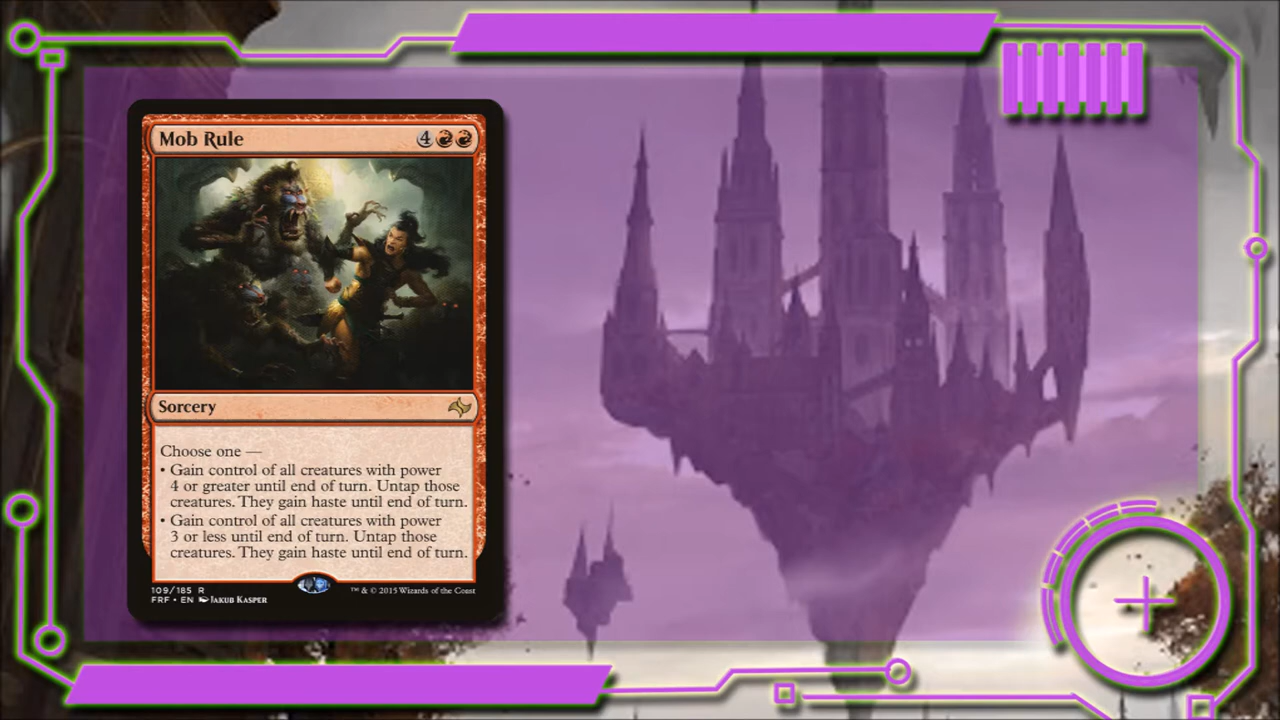 Mob Rule 4
Sorcery
Choose one —
• Gain control of all creatures with power
4 or greater until end of turn. Untap those
creatures. They gain haste until end of turn.
• Gain control of all creatures with power
3 or less until end of turn. Untap those
creatures. They gain haste until end of turn.
109/185 R
FRF • EN Jakub Kasper
™ & © 2015 Wizards of the Coast